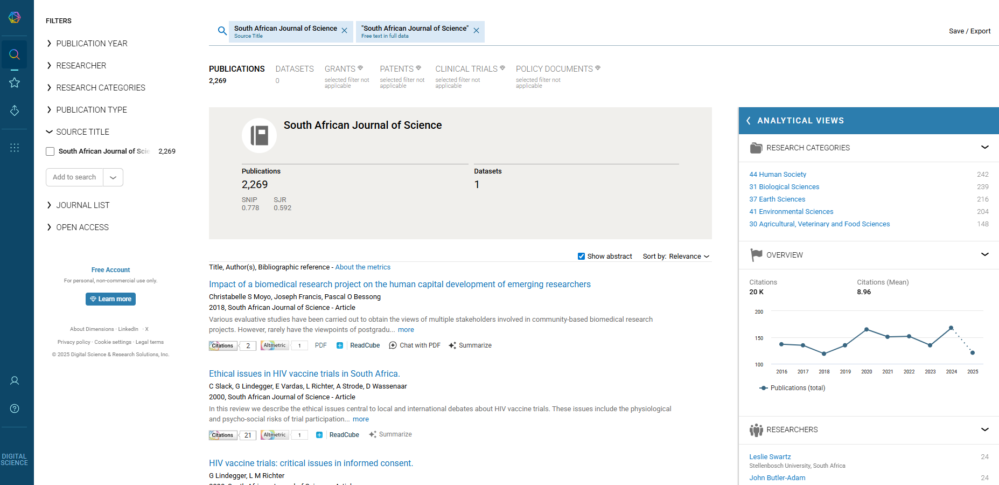 FILTERS
PUBLICATION YEAR
RESEARCHER
RESEARCH CATEGORIES
PUBLICATION TYPE
SOURCE TITLE
South African Journal of Scie 2,269
Add to search
JOURNAL LIST
OPEN ACCESS
Free Account
For personal, non-commercial use only.
Learn more
About Dimensions · LinkedIn · X
Privacy policy · Cookie settings · Legal terms
© 2025 Digital Science & Research Solutions, Inc.
DIGITAL
SCIENCE
South African Journal of Science
Source Title
"South African Journal of Science"
Free text in full data
Save / Export
PUBLICATIONS
2,269
DATASETS
0
GRANTS
selected filter not
applicable
PATENTS
selected filter not
applicable
CLINICAL TRIALS
selected filter not
applicable
POLICY DOCUMENTS
selected filter not
applicable
South African Journal of Science
Publications
2,269
SNIP SJR
0.778 0.592
Datasets
1
Show abstract Sort by: Relevance
Title, Author(s), Bibliographic reference - About the metrics
Impact of a biomedical research project on the human capital development of emerging researchers
Christabelle S Moyo, Joseph Francis, Pascal O Bessong
2018, South African Journal of Science - Article
Various evaluative studies have been carried out to obtain the views of multiple stakeholders involved in community-based biomedical research
projects. However, rarely have the viewpoints of postgradu... more
Citations 2 Altmetric 1 PDF ReadCube Chat with PDF Summarize
Ethical issues in HIV vaccine trials in South Africa.
C Slack, G Lindegger, E Vardas, L Richter, A Strode, D Wassenaar
2000, South African Journal of Science - Article
In this review we describe the ethical issues central to local and international debates about HIV vaccine trials. These issues include the physiological
and psycho-social risks of trial participation... more
Citations 21 Altmetric 1 ReadCube Summarize
HIV vaccine trials: critical issues in informed consent.
G Lindegger, L M Richter
2000, South African Journal of Science - Article
ANALYTICAL VIEWS
RESEARCH CATEGORIES
44 Human Society 242
31 Biological Sciences 239
37 Earth Sciences 216
41 Environmental Sciences 204
30 Agricultural, Veterinary and Food Sciences 148
OVERVIEW
Citations
20 K
Citations (Mean)
8.96
200
150
100
2016 2017 2018 2019 2020 2021 2022 2023 2024 2025
Publications (total)
RESEARCHERS
Leslie Swartz 24
Stellenbosch University, South Africa
John Butler-Adam 24